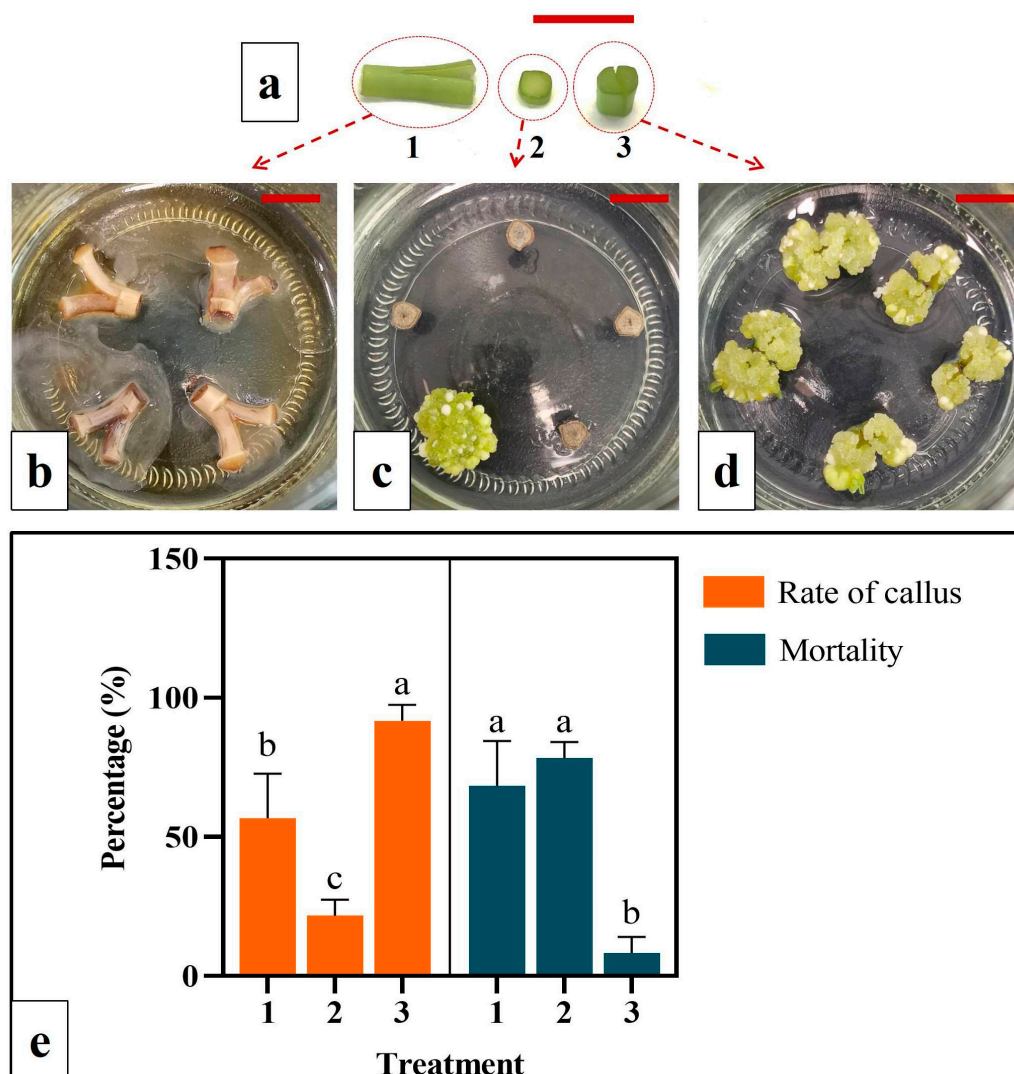 a
1 2 3
b
c
d
150
100
50
0
Percentage (%)
b
c
a
a
a
b
1 2 3 1 2 3
Treatment
Rate of callus
Mortality
e